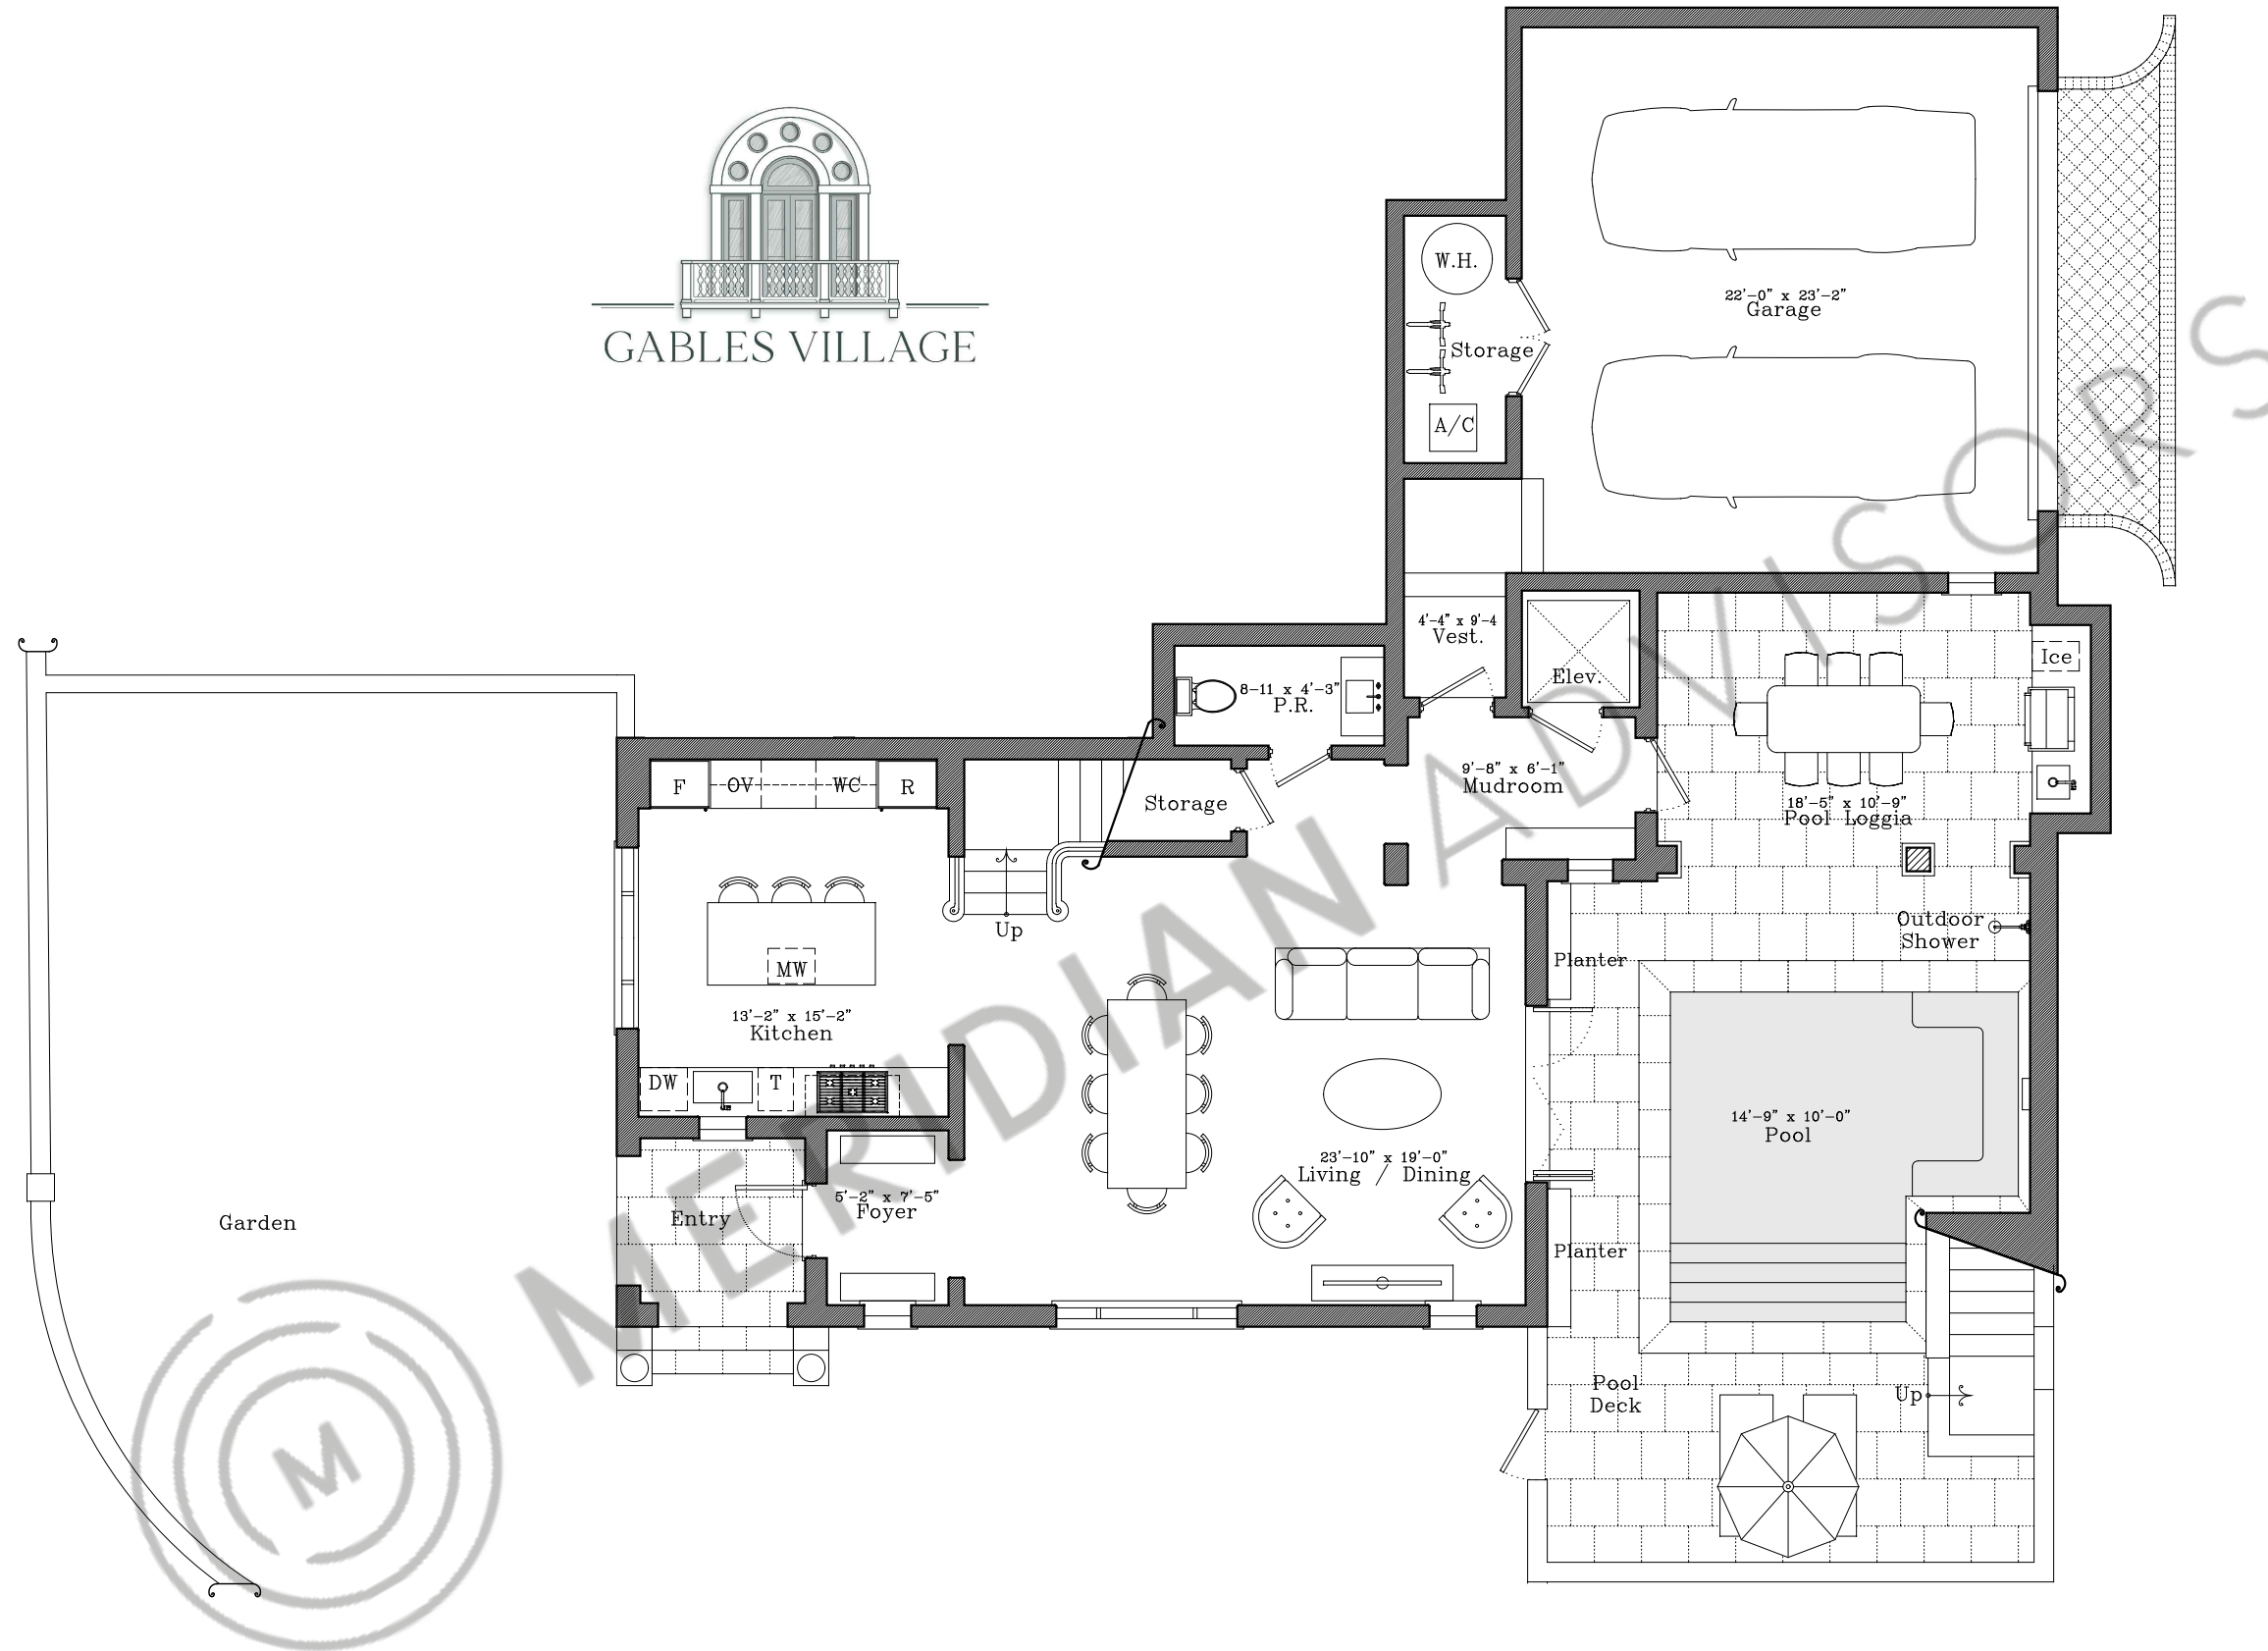 GABLES VILLAGE
W.H.
Storage
A/C
22'-0" x 23'-2"
Garage
4'-4" x 9'-4
Vest.
Elev.
8-11 x 4'-3"
P.R.
Ice
9'-8" x 6'-1"
Mudroom
18'-5" x 10'-9"
Pool Loggia
F
OV
WC
R
Storage
Up
MW
13'-2" x 15'-2"
Kitchen
DW
T
Outdoor
Shower
Planter
14'-9" x 10'-0"
Pool
23'-10" x 19'-0"
Living / Dining
5'-2" x 7'-5"
Foyer
Entry
Garden
Planter
Pool
Deck
Up
M
MERIDIAN ADVISORS